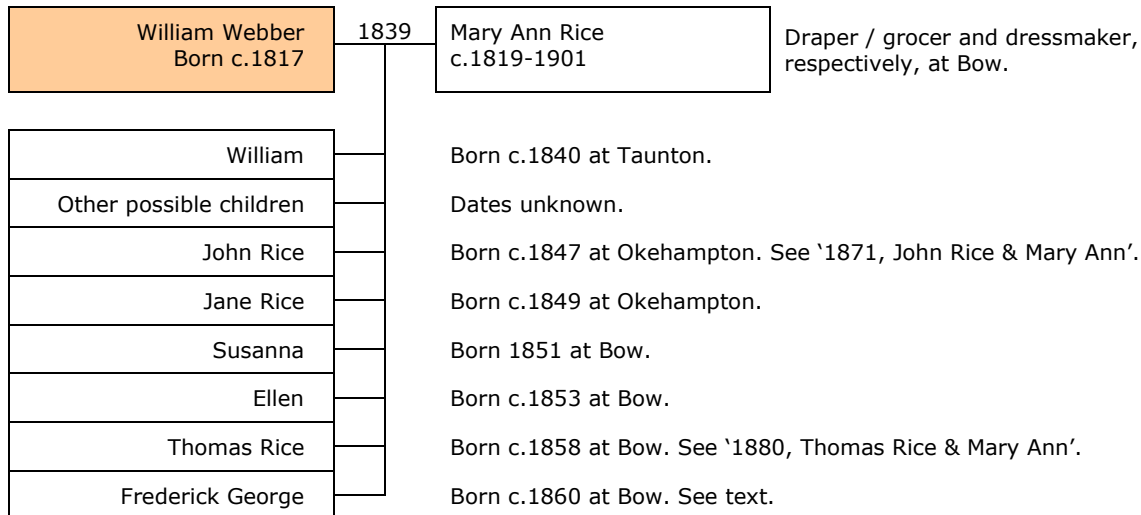 William Webber
Born c.1817
1839
Mary Ann Rice
c.1819-1901
Draper / grocer and dressmaker,
respectively, at Bow.
William
Born c.1840 at Taunton.
Other possible children
Dates unknown.
John Rice
Born c.1847 at Okehampton. See ‘1871, John Rice & Mary Ann’.
Jane Rice
Born c.1849 at Okehampton.
Susanna
Born 1851 at Bow.
Ellen
Born c.1853 at Bow.
Thomas Rice
Born c.1858 at Bow. See ‘1880, Thomas Rice & Mary Ann’.
Frederick George
Born c.1860 at Bow. See text.